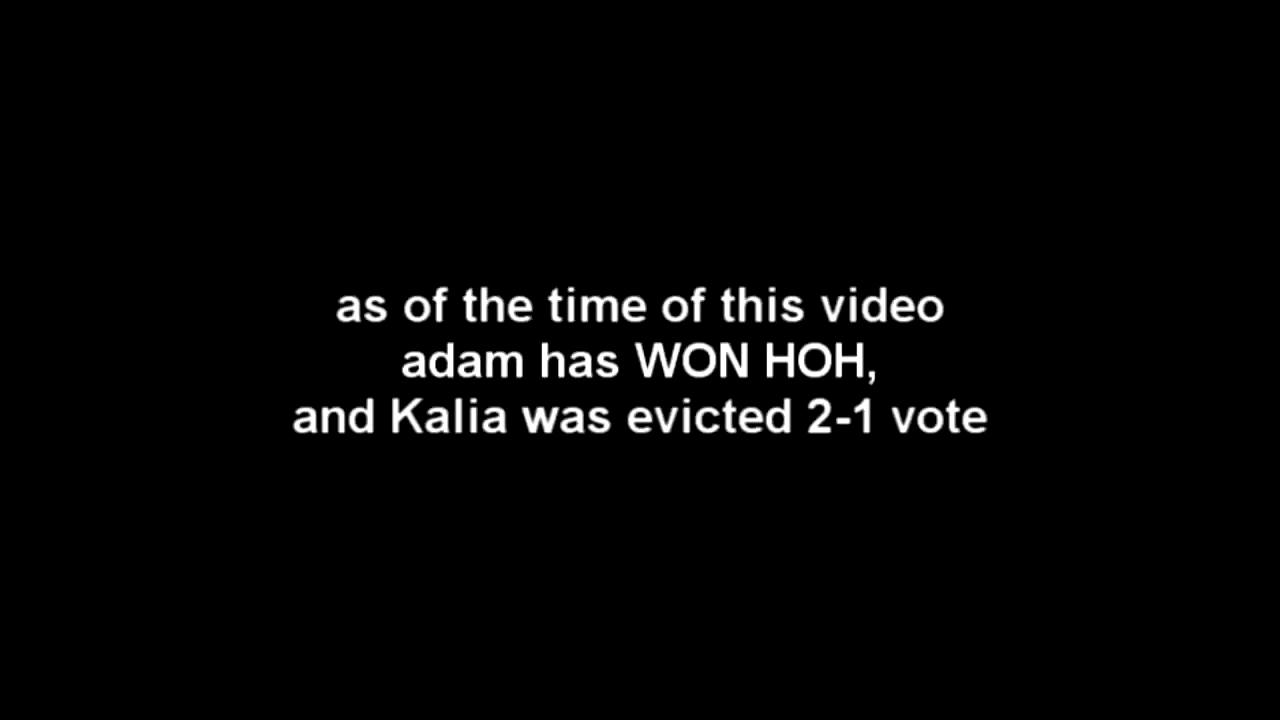 as of the time of this video
adam has WON HOH,
and Kalia was evicted 2-1 vote